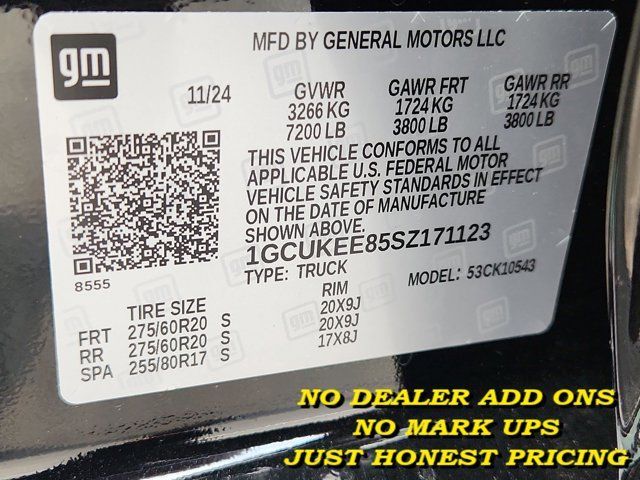 gm
MFD BY GENERAL MOTORS LLC
11/24 GVWR GAWR FRT GAWR RR
3266 KG 1724 KG 1724 KG
7200 LB 3800 LB 3800 LB
THIS VEHICLE CONFORMS TO ALL
APPLICABLE U.S. FEDERAL MOTOR
VEHICLE SAFETY STANDARDS IN EFFECT
ON THE DATE OF MANUFACTURE
SHOWN ABOVE.
1GCUKEE85SZ171123
8555 TYPE: TRUCK MODEL: 53CK10543
TIRE SIZE RIM
FRT 275/60R20 S 20X9J
RR 275/60R20 S 20X9J
SPA 255/80R17 S 17X8J
NO DEALER ADD ONS
NO MARK UPS
JUST HONEST PRICING